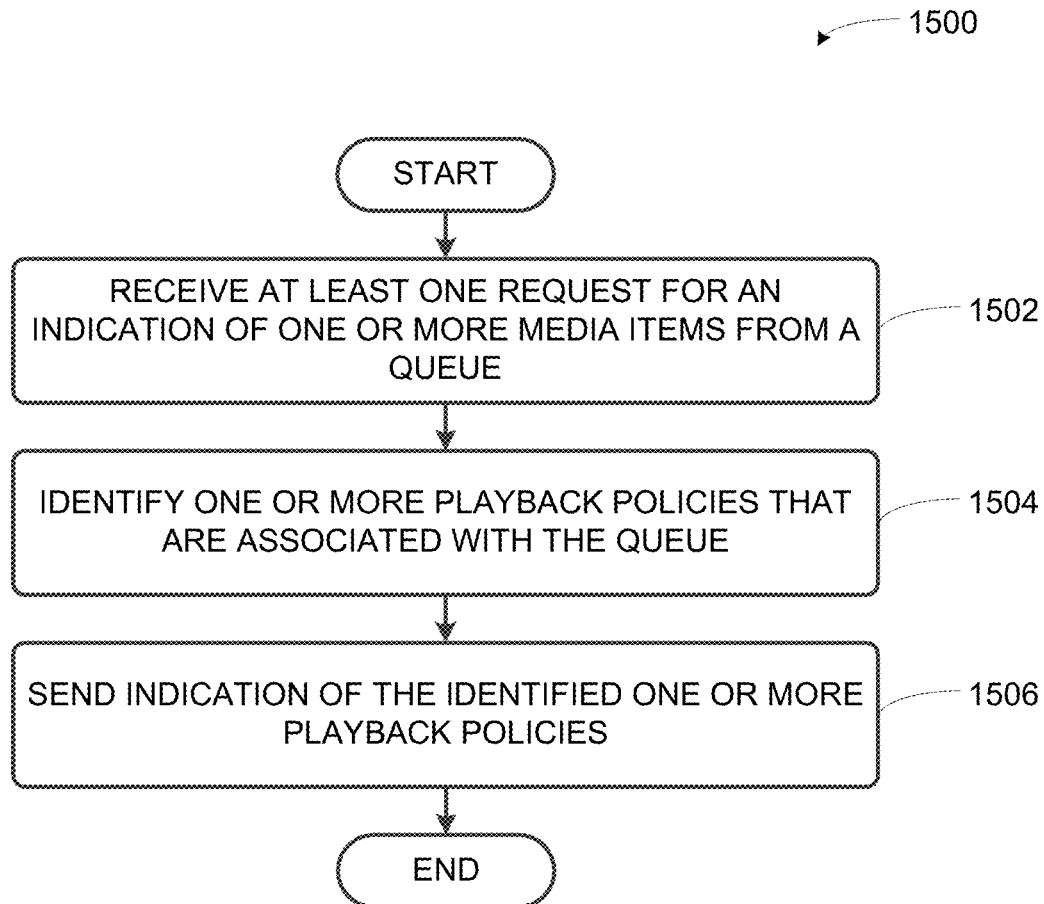 1500
START
RECEIVE AT LEAST ONE REQUEST FOR AN
INDICATION OF ONE OR MORE MEDIA ITEMS FROM A
QUEUE
1502
IDENTIFY ONE OR MORE PLAYBACK POLICIES THAT
ARE ASSOCIATED WITH THE QUEUE
1504
SEND INDICATION OF THE IDENTIFIED ONE OR MORE
PLAYBACK POLICIES
1506
END